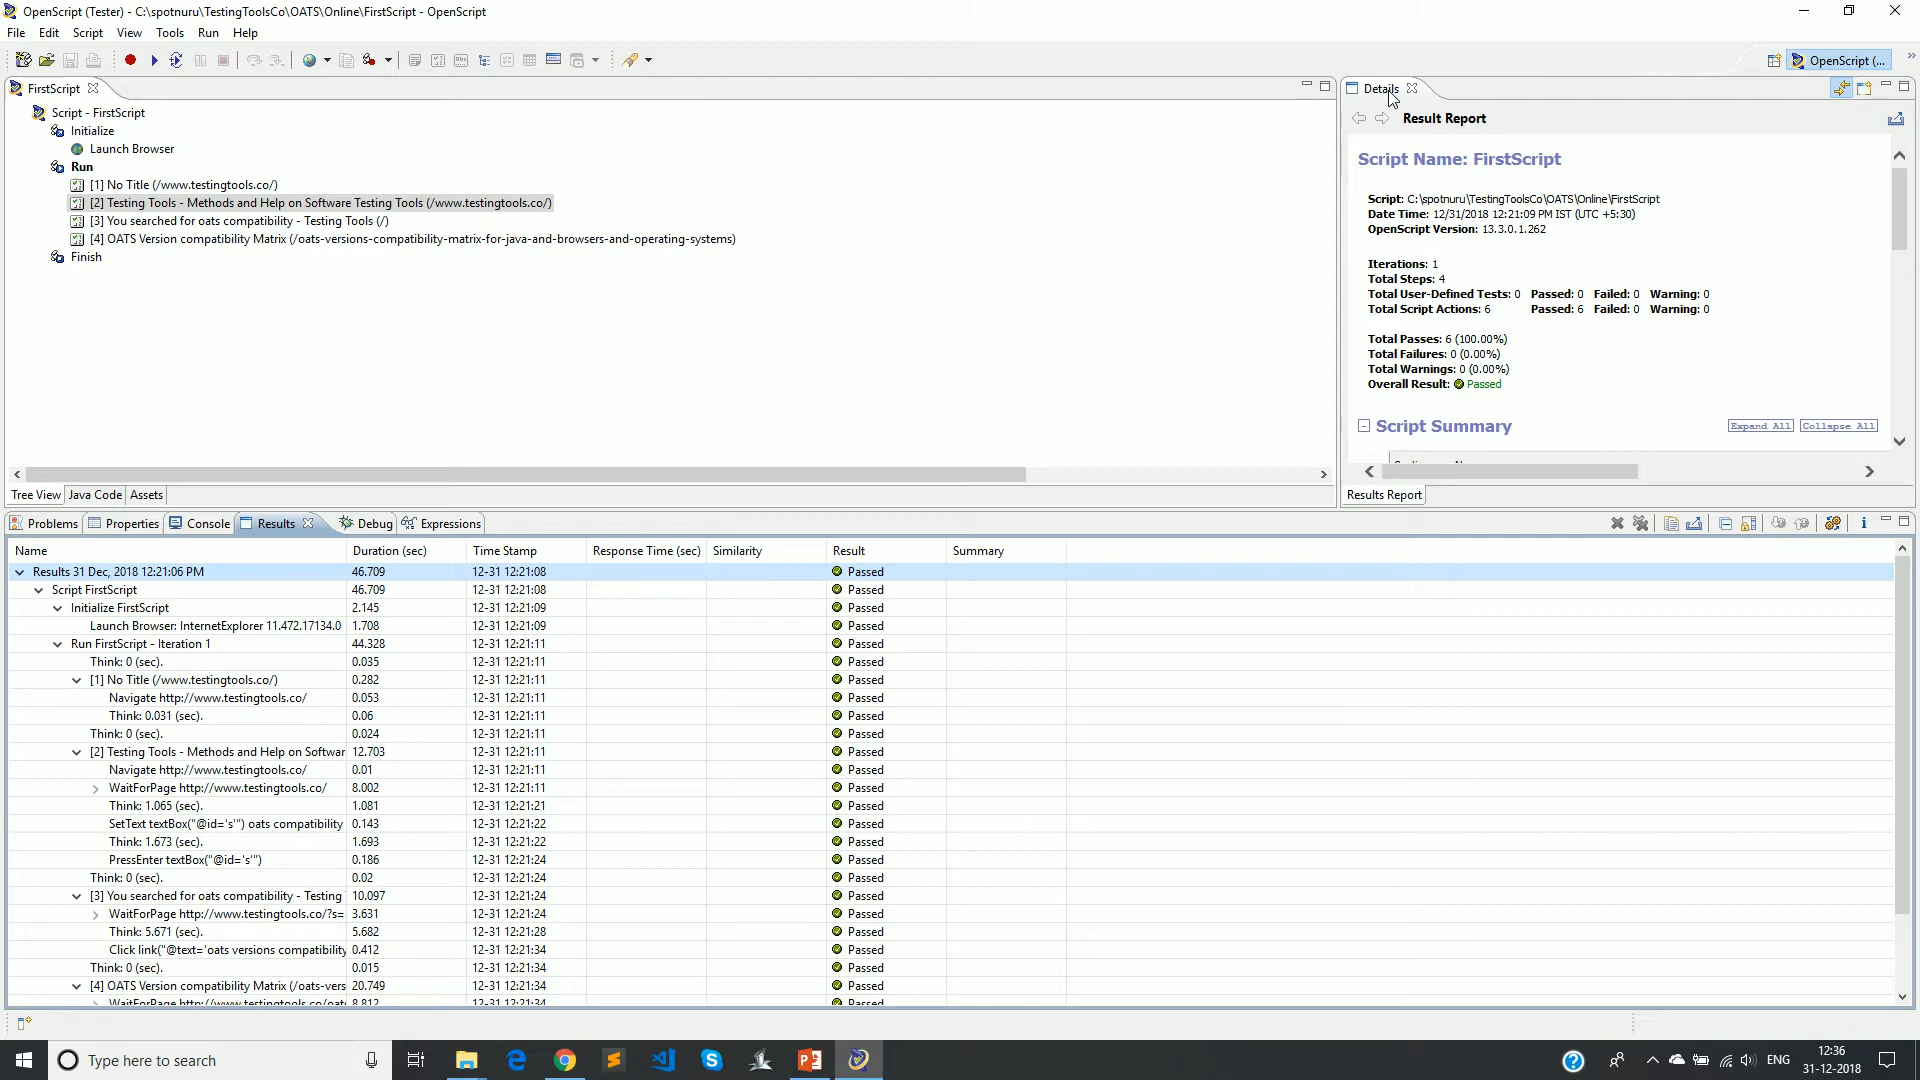 OpenScript (Tester) - C:\spotnuru\TestingToolsCo\OATS\Online\FirstScript - OpenScript
File Edit Script View Tools Run Help
OpenScript (...
FirstScript
Script - FirstScript
Initialize
Launch Browser
Run
[1] No Title (/www.testingtools.co/)
[2] Testing Tools - Methods and Help on Software Testing Tools (/www.testingtools.co/)
[3] You searched for oats compatibility - Testing Tools (/)
[4] OATS Version compatibility Matrix (/oats-versions-compatibility-matrix-for-java-and-browsers-and-operating-systems)
Finish
Tree View Java Code Assets
Details
Result Report
Script Name: FirstScript
Script: C:\spotnuru\TestingToolsCo\OATS\Online\FirstScript
Date Time: 12/31/2018 12:21:09 PM IST (UTC +5:30)
OpenScript Version: 13.3.0.1.262
Iterations: 1
Total Steps: 4
Total User-Defined Tests: 0 Passed: 0 Failed: 0 Warning: 0
Total Script Actions: 6 Passed: 6 Failed: 0 Warning: 0
Total Passes: 6 (100.00%)
Total Failures: 0 (0.00%)
Total Warnings: 0 (0.00%)
Overall Result: Passed
Script Summary Expand All Collapse All
Results Report
Problems Properties Console Results Debug Expressions
Name Duration (sec) Time Stamp Response Time (sec) Similarity Result Summary
Results 31 Dec, 2018 12:21:06 PM 46.709 12-31 12:21:08 Passed
Script FirstScript 46.709 12-31 12:21:08 Passed
Initialize FirstScript 2.145 12-31 12:21:09 Passed
Launch Browser: InternetExplorer 11.472.17134.0 1.708 12-31 12:21:09 Passed
Run FirstScript - Iteration 1 44.328 12-31 12:21:11 Passed
Think: 0 (sec). 0.035 12-31 12:21:11 Passed
[1] No Title (/www.testingtools.co/) 0.282 12-31 12:21:11 Passed
Navigate http://www.testingtools.co/ 0.053 12-31 12:21:11 Passed
Think: 0.031 (sec). 0.06 12-31 12:21:11 Passed
Think: 0 (sec). 0.024 12-31 12:21:11 Passed
[2] Testing Tools - Methods and Help on Softwar 12.703 12-31 12:21:11 Passed
Navigate http://www.testingtools.co/ 0.01 12-31 12:21:11 Passed
WaitForPage http://www.testingtools.co/ 8.002 12-31 12:21:11 Passed
Think: 1.065 (sec). 1.081 12-31 12:21:21 Passed
SetText textBox("@id='s'") oats compatibility 0.143 12-31 12:21:22 Passed
Think: 1.673 (sec). 1.693 12-31 12:21:22 Passed
PressEnter textBox("@id='s'") 0.186 12-31 12:21:24 Passed
Think: 0 (sec). 0.02 12-31 12:21:24 Passed
[3] You searched for oats compatibility - Testing 10.097 12-31 12:21:24 Passed
WaitForPage http://www.testingtools.co/?s= 3.631 12-31 12:21:24 Passed
Think: 5.671 (sec). 5.682 12-31 12:21:28 Passed
Click link("@text='oats versions compatibility 0.412 12-31 12:21:34 Passed
Think: 0 (sec). 0.015 12-31 12:21:34 Passed
[4] OATS Version compatibility Matrix (/oats-vers 20.749 12-31 12:21:34 Passed
WaitForPage http://www.testingtools.co/oats 8.812 12-31 12:21:34 Passed
Type here to search
ENG
12:36
31-12-2018